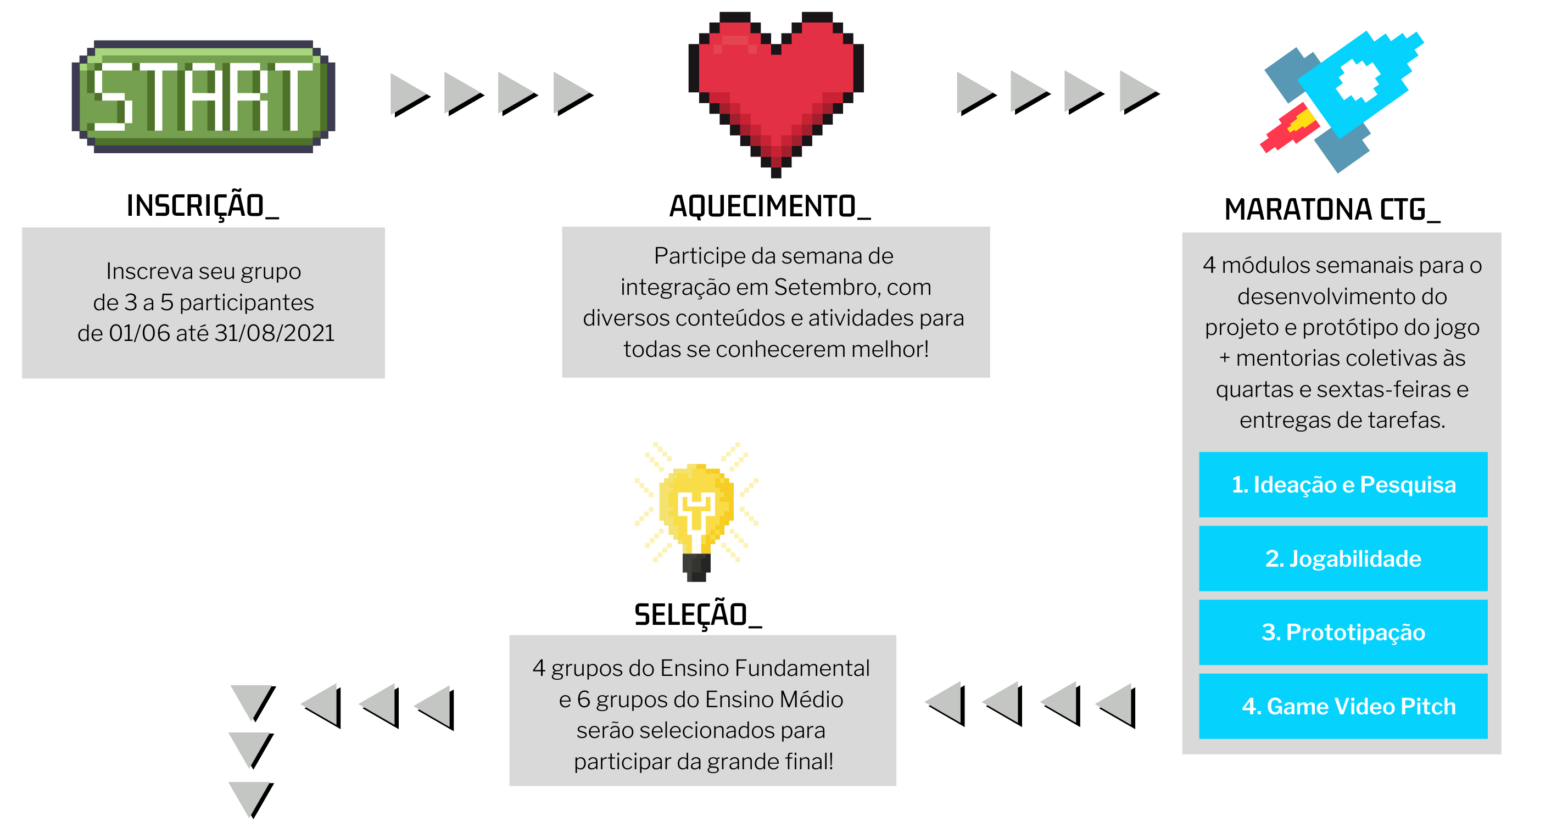 START
INSCRIÇÃO_
Inscreva seu grupo
de 3 a 5 participantes
de 01/06 até 31/08/2021
AQUECIMENTO_
Participe da semana de
integração em Setembro, com
diversos conteúdos e atividades para
todas se conhecerem melhor!
MARATONA CTG_
4 módulos semanais para o
desenvolvimento do
projeto e protótipo do jogo
+ mentorias coletivas às
quartas e sextas-feiras e
entregas de tarefas.
1. Ideação e Pesquisa
2. Jogabilidade
3. Prototipação
4. Game Video Pitch
SELEÇÃO_
4 grupos do Ensino Fundamental
e 6 grupos do Ensino Médio
serão selecionados para
participar da grande final!